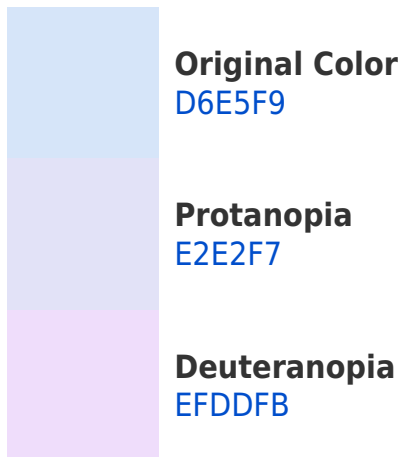 Original Color
D6E5F9
Protanopia
E2E2F7
Deuteranopia
EFDDFB